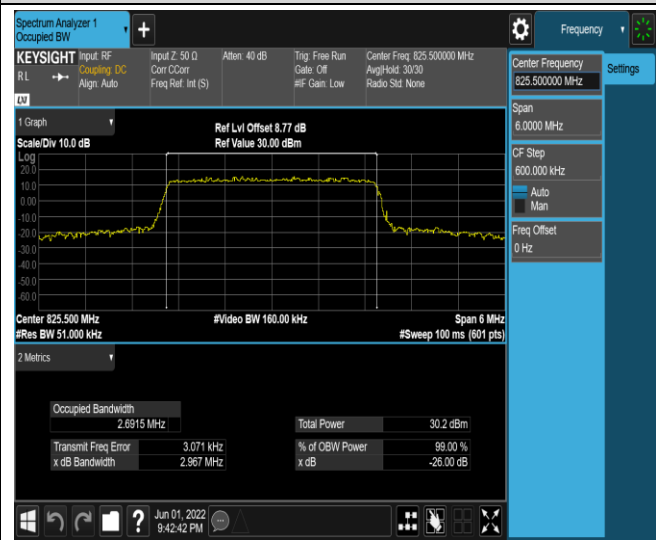 Spectrum Analyzer 1
Occupied BW
Frequency
KEYSIGHT
R L
LXI
Input: RF
Coupling: DC
Align: Auto
Input Z: 50 Ω
Corr CCorr
Freq Ref: Int (S)
Atten: 40 dB
Trig: Free Run
Gate: Off
#IF Gain: Low
Center Freq: 825.500000 MHz
Avg|Hold: 30/30
Radio Std: None
Center Frequency
825.500000 MHz
Settings
Span
6.0000 MHz
CF Step
600.000 kHz
Auto
Man
Freq Offset
0 Hz
1 Graph
Scale/Div 10.0 dB
Ref Lvl Offset 8.77 dB
Ref Value 30.00 dBm
Log
20.0
10.0
0.00
-10.0
-20.0
-30.0
-40.0
-50.0
-60.0
Center 825.500 MHz
#Res BW 51.000 kHz
#Video BW 160.00 kHz
Span 6 MHz
#Sweep 100 ms (601 pts)
2 Metrics
Occupied Bandwidth
2.6915 MHz
Total Power 30.2 dBm
Transmit Freq Error 3.071 kHz
% of OBW Power 99.00 %
x dB Bandwidth 2.967 MHz
x dB -26.00 dB
?
Jun 01, 2022
9:42:42 PM